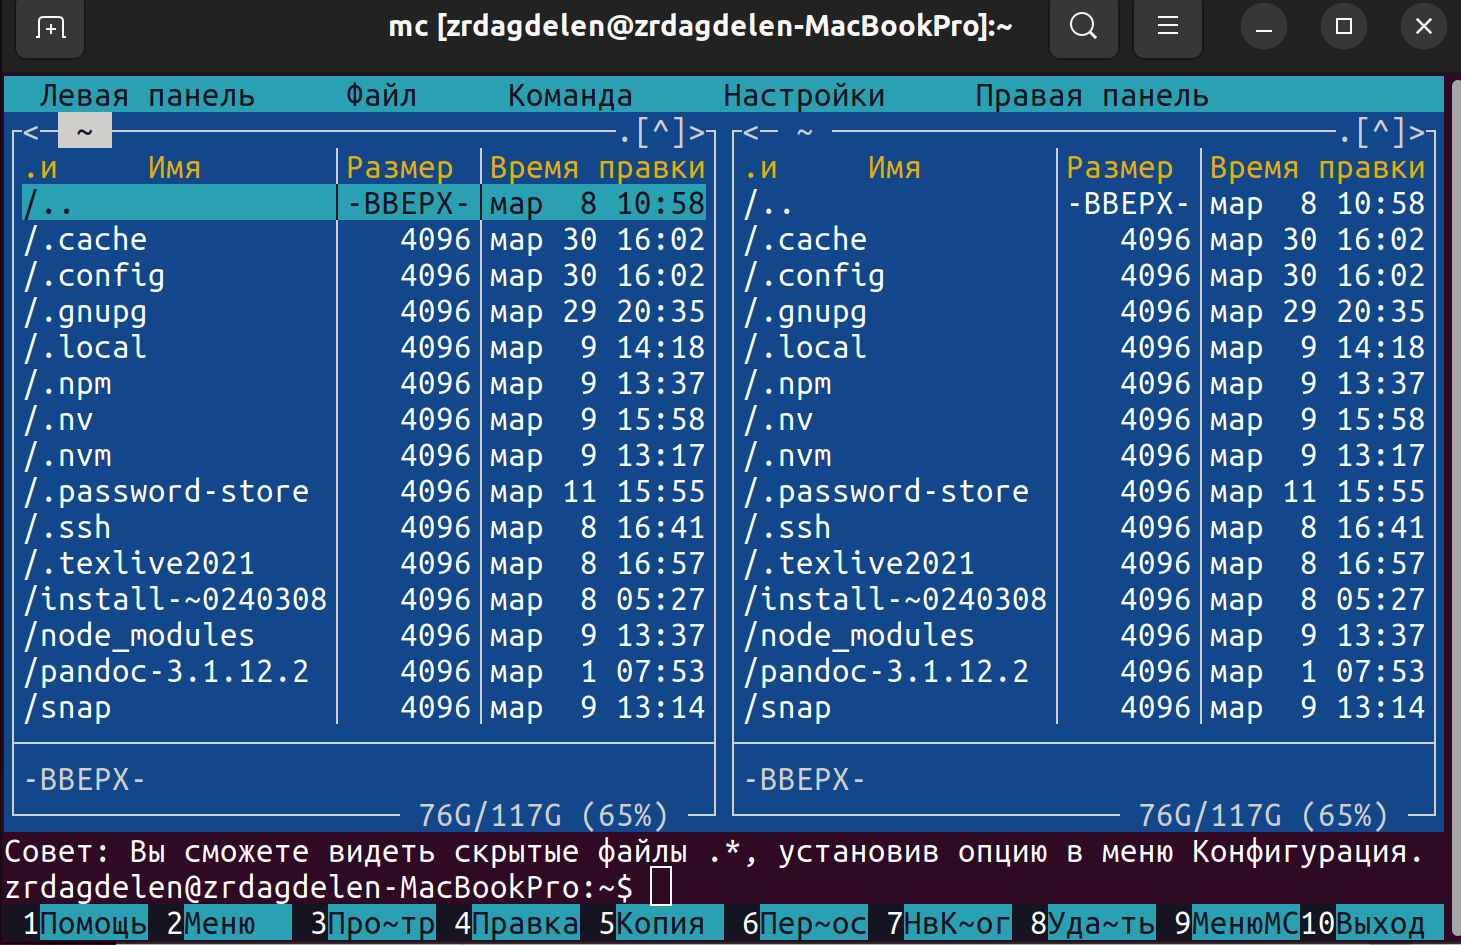 mc [zrdagdelen@zrdagdelen-MacBookPro]:~
Левая панель Файл Команда Настройки Правая панель
< ~ .[^]> < ~ .[^]>
.и Имя Размер Время правки .и Имя Размер Время правки
/.. -ВВЕРХ- мар 8 10:58 /.. -ВВЕРХ- мар 8 10:58
/.cache 4096 мар 30 16:02 /.cache 4096 мар 30 16:02
/.config 4096 мар 30 16:02 /.config 4096 мар 30 16:02
/.gnupg 4096 мар 29 20:35 /.gnupg 4096 мар 29 20:35
/.local 4096 мар 9 14:18 /.local 4096 мар 9 14:18
/.npm 4096 мар 9 13:37 /.npm 4096 мар 9 13:37
/.nv 4096 мар 9 15:58 /.nv 4096 мар 9 15:58
/.nvm 4096 мар 9 13:17 /.nvm 4096 мар 9 13:17
/.password-store 4096 мар 11 15:55 /.password-store 4096 мар 11 15:55
/.ssh 4096 мар 8 16:41 /.ssh 4096 мар 8 16:41
/.texlive2021 4096 мар 8 16:57 /.texlive2021 4096 мар 8 16:57
/install-~0240308 4096 мар 8 05:27 /install-~0240308 4096 мар 8 05:27
/node_modules 4096 мар 9 13:37 /node_modules 4096 мар 9 13:37
/pandoc-3.1.12.2 4096 мар 1 07:53 /pandoc-3.1.12.2 4096 мар 1 07:53
/snap 4096 мар 9 13:14 /snap 4096 мар 9 13:14
-ВВЕРХ- -ВВЕРХ-
76G/117G (65%) 76G/117G (65%)
Совет: Вы сможете видеть скрытые файлы .*, установив опцию в меню Конфигурация.
zrdagdelen@zrdagdelen-MacBookPro:~$
1Помощь 2Меню 3Про~тр 4Правка 5Копия 6Пер~ос 7НвК~ог 8Уда~ть 9МенюMC10Выход